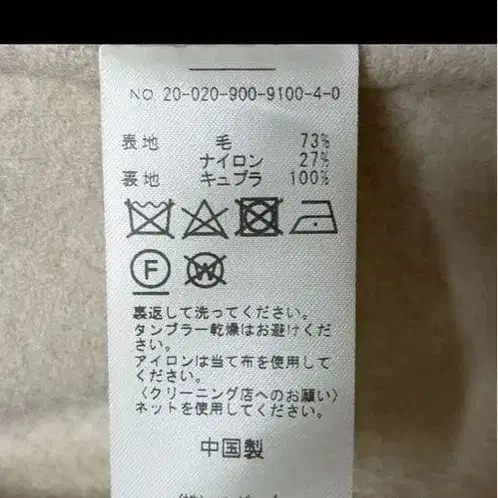 NO. 20-020-900-9100-4-0
表地 毛 73%
ナイロン 27%
裏地 キュプラ 100%
F W
裏返して洗ってください。
タンブラー乾燥はお避けくだ
さい。
アイロンは当て布を使用して
ください。
〈クリーニング店へのお願い〉
ネットを使用してください。
中国製